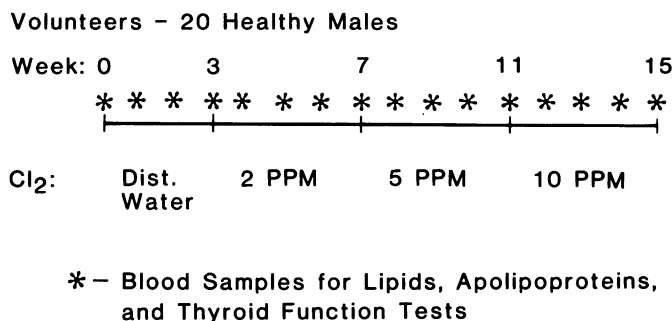 Volunteers - 20 Healthy Males
Week: 0 3 7 11 15
* * * * * * * * * * * * * * * *
Cl2: Dist. Water 2 PPM 5 PPM 10 PPM
* - Blood Samples for Lipids, Apolipoproteins,
and Thyroid Function Tests